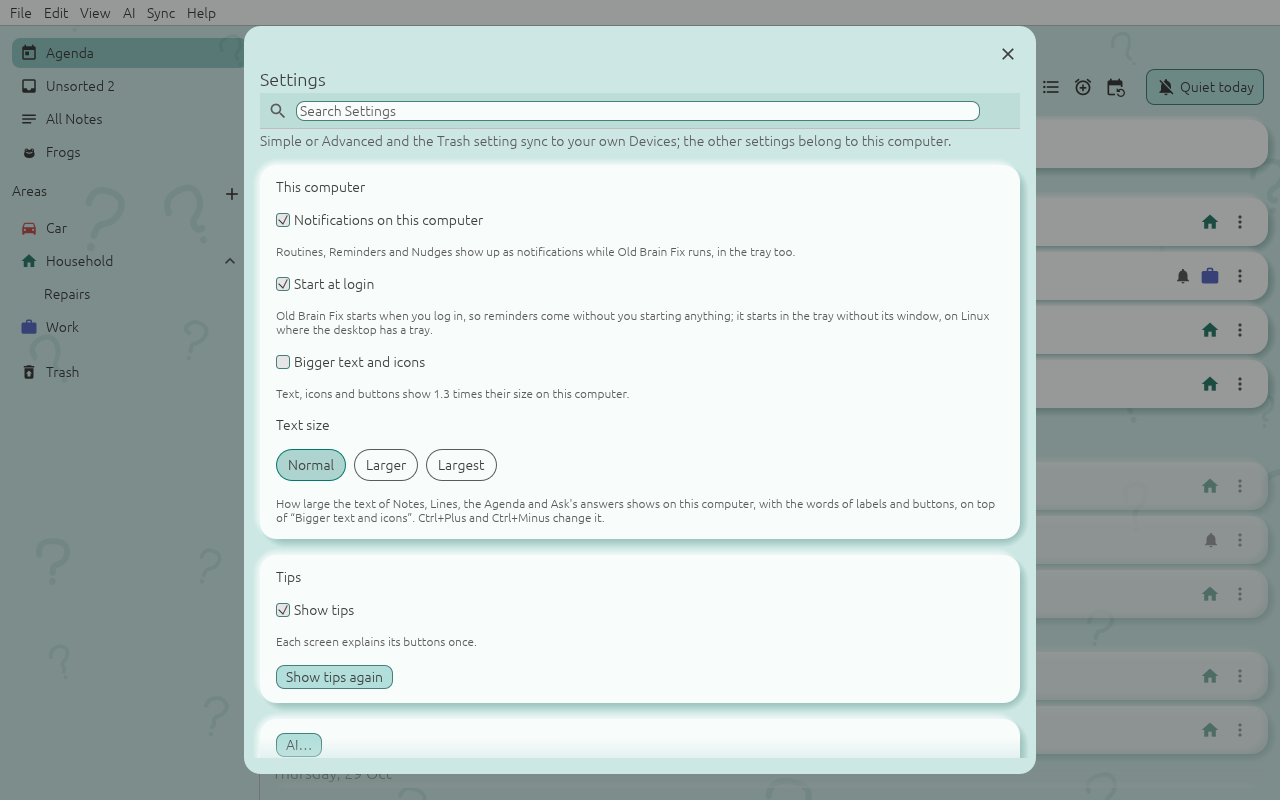 File Edit View AI Sync Help
Agenda
Unsorted 2
All Notes
Frogs
Areas
Car
Household
Repairs
Work
Trash
Quiet today
Settings
Search Settings
Simple or Advanced and the Trash setting sync to your own Devices; the other settings belong to this computer.
This computer
Notifications on this computer
Routines, Reminders and Nudges show up as notifications while Old Brain Fix runs, in the tray too.
Start at login
Old Brain Fix starts when you log in, so reminders come without you starting anything; it starts in the tray without its window, on Linux
where the desktop has a tray.
Bigger text and icons
Text, icons and buttons show 1.3 times their size on this computer.
Text size
Normal Larger Largest
How large the text of Notes, Lines, the Agenda and Ask's answers shows on this computer, with the words of labels and buttons, on top
of “Bigger text and icons”. Ctrl+Plus and Ctrl+Minus change it.
Tips
Show tips
Each screen explains its buttons once.
Show tips again
AI...
Thursday, 29 Oct